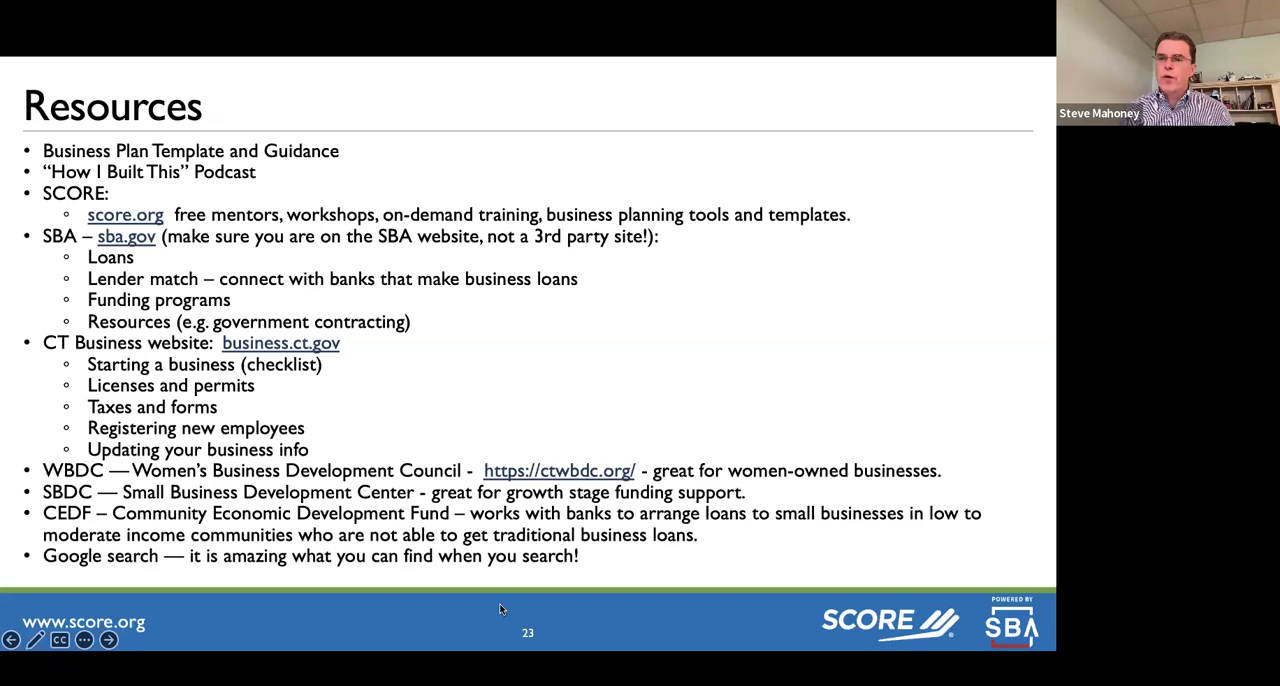 Resources
• Business Plan Template and Guidance
• “How I Built This” Podcast
• SCORE:
◦ score.org free mentors, workshops, on-demand training, business planning tools and templates.
• SBA – sba.gov (make sure you are on the SBA website, not a 3rd party site!):
◦ Loans
◦ Lender match – connect with banks that make business loans
◦ Funding programs
◦ Resources (e.g. government contracting)
• CT Business website: business.ct.gov
◦ Starting a business (checklist)
◦ Licenses and permits
◦ Taxes and forms
◦ Registering new employees
◦ Updating your business info
• WBDC — Women’s Business Development Council - https://ctwbdc.org/ - great for women-owned businesses.
• SBDC — Small Business Development Center - great for growth stage funding support.
• CEDF – Community Economic Development Fund – works with banks to arrange loans to small businesses in low to
moderate income communities who are not able to get traditional business loans.
• Google search — it is amazing what you can find when you search!
www.score.org
CC
23
SCORE
®
POWERED BY
SBA
Steve Mahoney